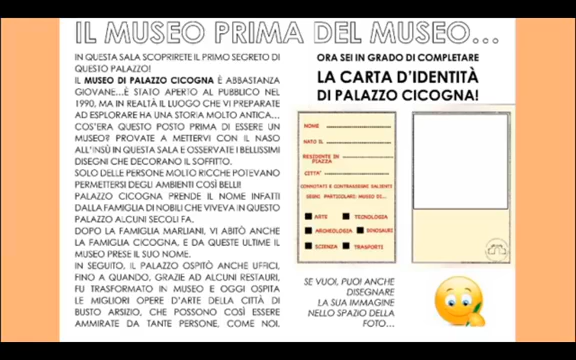 IL MUSEO PRIMA DEL MUSEO...
IN QUESTA SALA SCOPRIRETE IL PRIMO SEGRETO DI
QUESTO PALAZZO!
IL MUSEO DI PALAZZO CICOGNA È ABBASTANZA
GIOVANE...È STATO APERTO AL PUBBLICO NEL
1990, MA IN REALTÀ IL LUOGO CHE VI PREPARATE
AD ESPLORARE HA UNA STORIA MOLTO ANTICA...
COS'ERA QUESTO POSTO PRIMA DI ESSERE UN
MUSEO? PROVATE A METTERVI CON IL NASO
ALL'INSÙ IN QUESTA SALA E OSSERVATE I BELLISSIMI
DISEGNI CHE DECORANO IL SOFFITTO.
SOLO DELLE PERSONE MOLTO RICCHE POTEVANO
PERMETTERSI DEGLI AMBIENTI COSÌ BELLI!
PALAZZO CICOGNA PRENDE IL NOME INFATTI
DALLA FAMIGLIA DI NOBILI CHE VIVEVA IN QUESTO
PALAZZO ALCUNI SECOLI FA.
DOPO LA FAMIGLIA MARLIANI, VI ABITÒ ANCHE
LA FAMIGLIA CICOGNA, E DA QUESTE ULTIME IL
MUSEO PRESE IL SUO NOME.
IN SEGUITO, IL PALAZZO OSPITÒ ANCHE UFFICI,
FINO A QUANDO, GRAZIE AD ALCUNI RESTAURI,
FU TRASFORMATO IN MUSEO E OGGI OSPITA
LE MIGLIORI OPERE D'ARTE DELLA CITTÀ DI
BUSTO ARSIZIO, CHE POSSONO COSÌ ESSERE
AMMIRATE DA TANTE PERSONE, COME NOI.
ORA SEI IN GRADO DI COMPLETARE
LA CARTA D'IDENTITÀ
DI PALAZZO CICOGNA!
NOME
NATO IL
RESIDENTE IN
PIAZZA
CITTA'
CONNOTATI E CONTRASSEGNI SALIENTI
SEGNI PARTICOLARI: MUSEO DI...
ARTE TECNOLOGIA
ARCHEOLOGIA DINOSAURI
SCIENZA TRASPORTI
SE VUOI, PUOI ANCHE
DISEGNARE
LA SUA IMMAGINE
NELLO SPAZIO DELLA
FOTO...